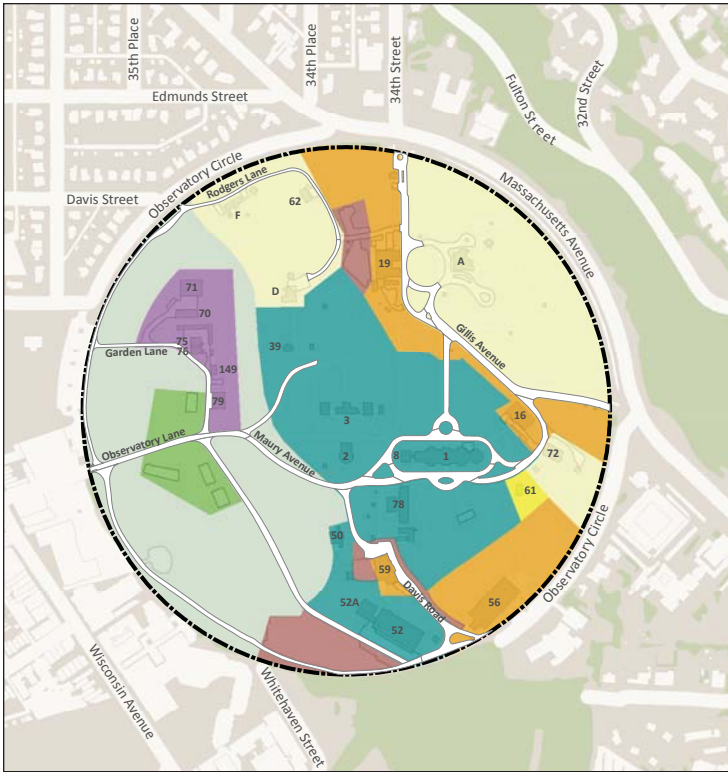 35th Place
34th Place
34th Street
Fulton Street
32nd Street
Edmunds Street
Observatory Circle
Rodgers Lane
Massachusetts Avenue
Davis Street
F
62
19
A
71
D
70
Gillis Avenue
75
76
Garden Lane
39
149
79
3
16
Observatory Lane
Maury Avenue
2
8
1
72
61
78
50
59
Observatory Circle
52A
Davis Road
56
52
Wisconsin Avenue
Whitehaven Street